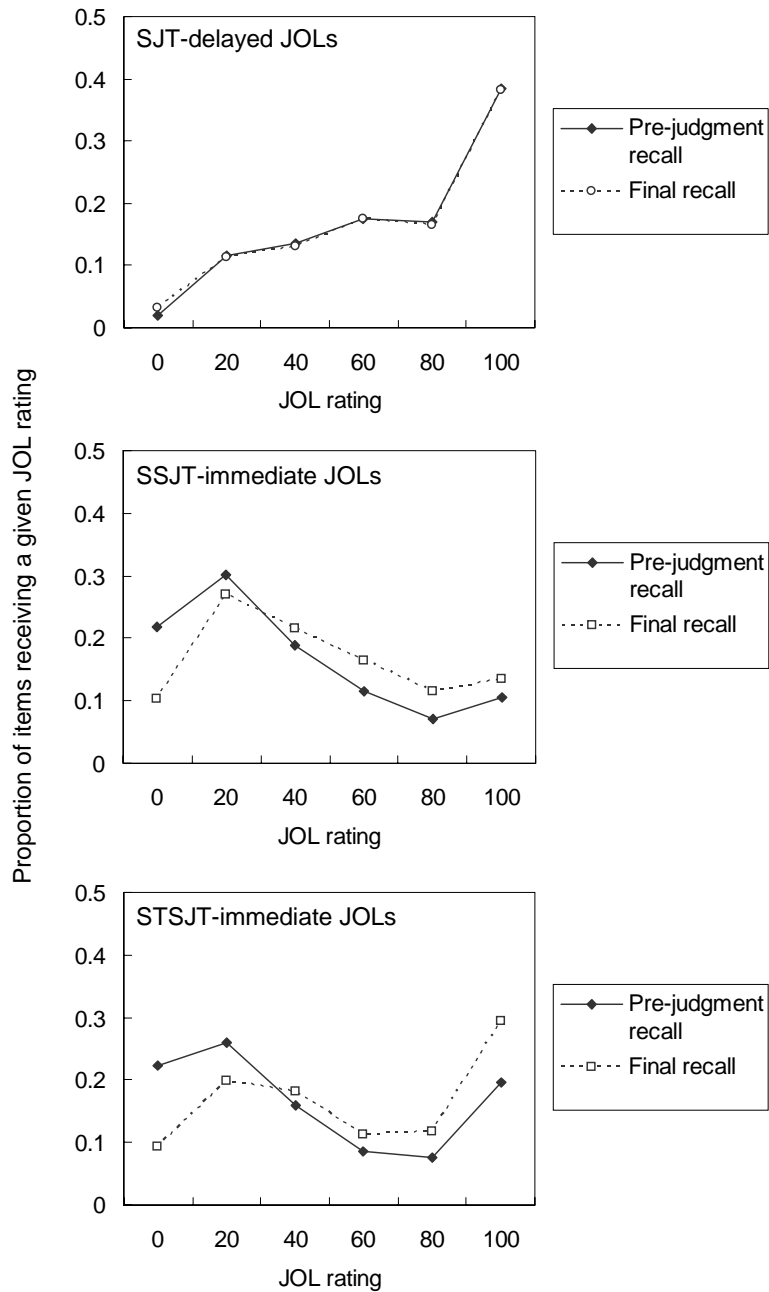 Proportion of items receiving a given JOL rating
0.5
0.4
0.3
0.2
0.1
0
SJT-delayed JOLs
0 20 40 60 80 100
JOL rating
Pre-judgment
recall
Final recall
0.5
0.4
0.3
0.2
0.1
0
SSJT-immediate JOLs
0 20 40 60 80 100
JOL rating
Pre-judgment
recall
Final recall
0.5
0.4
0.3
0.2
0.1
0
STSJT-immediate JOLs
0 20 40 60 80 100
JOL rating
Pre-judgment
recall
Final recall